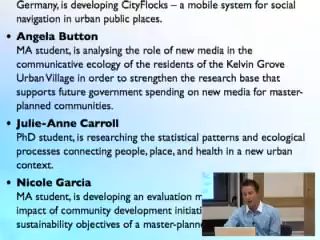 Germany, is developing CityFlocks – a mobile system for social
navigation in urban public places.
• Angela Button
MA student, is analysing the role of new media in the
communicative ecology of the residents of the Kelvin Grove
Urban Village in order to strengthen the research base that
supports future government spending on new media for master-
planned communities.
• Julie-Anne Carroll
PhD student, is researching the statistical patterns and ecological
processes connecting people, place, and health in a new urban
context.
• Nicole Garcia
MA student, is developing an evaluation m
impact of community development initiati
sustainability objectives of a master-planne